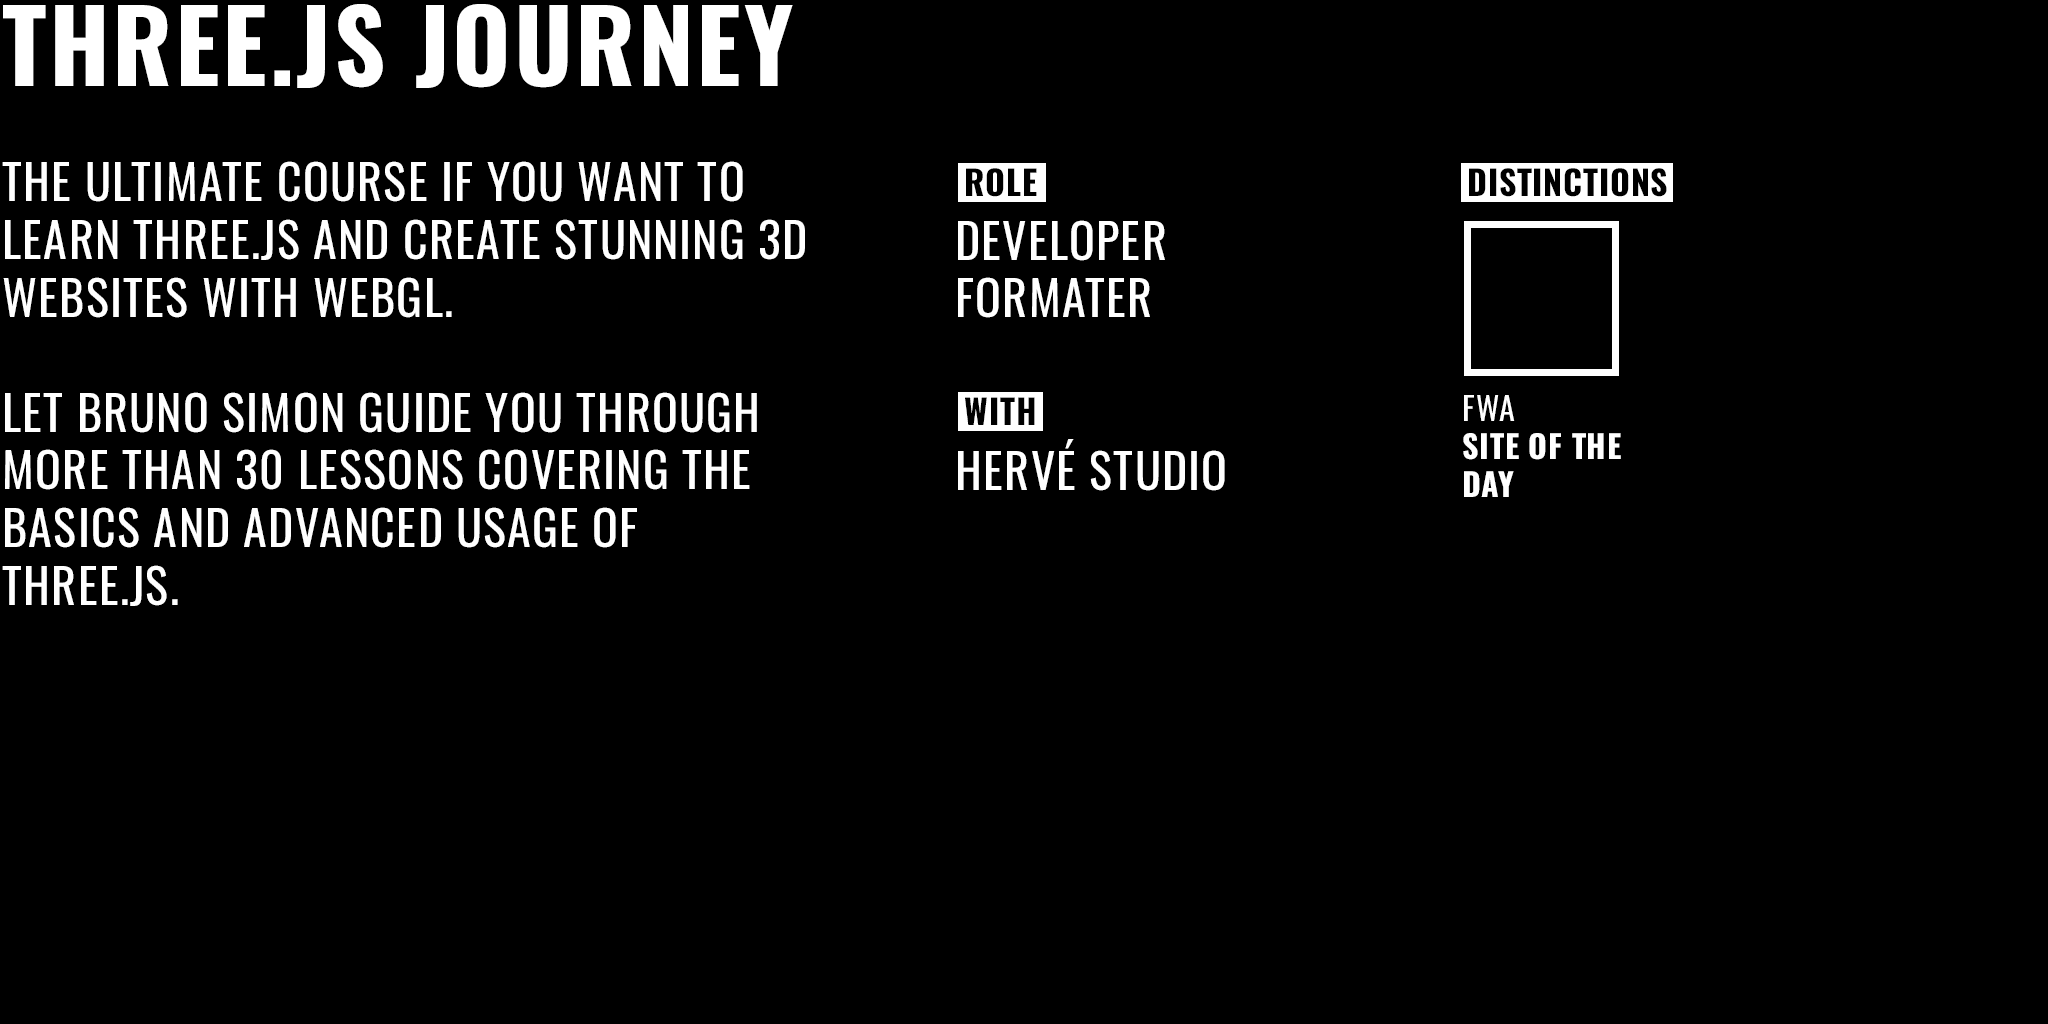 THREE.JS JOURNEY
THE ULTIMATE COURSE IF YOU WANT TO
LEARN THREE.JS AND CREATE STUNNING 3D
WEBSITES WITH WEBGL.
LET BRUNO SIMON GUIDE YOU THROUGH
MORE THAN 30 LESSONS COVERING THE
BASICS AND ADVANCED USAGE OF
THREE.JS.
ROLE
DEVELOPER
FORMATER
WITH
HERVÉ STUDIO
DISTINCTIONS
FWA
SITE OF THE
DAY